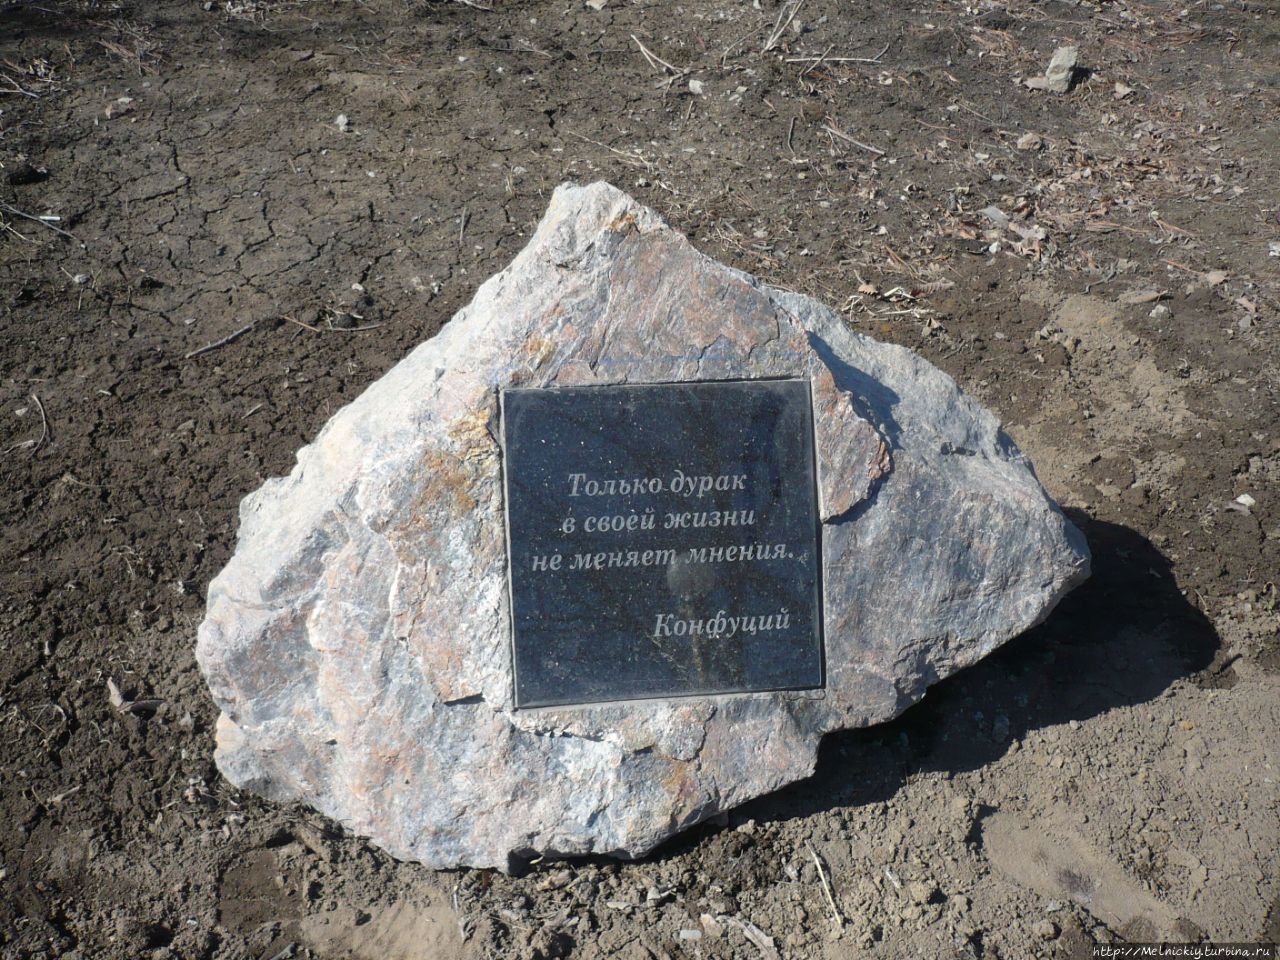 Только дурак
в своей жизни
не меняет мнения.
Конфуций
http://Melnickiy.turbina.ru